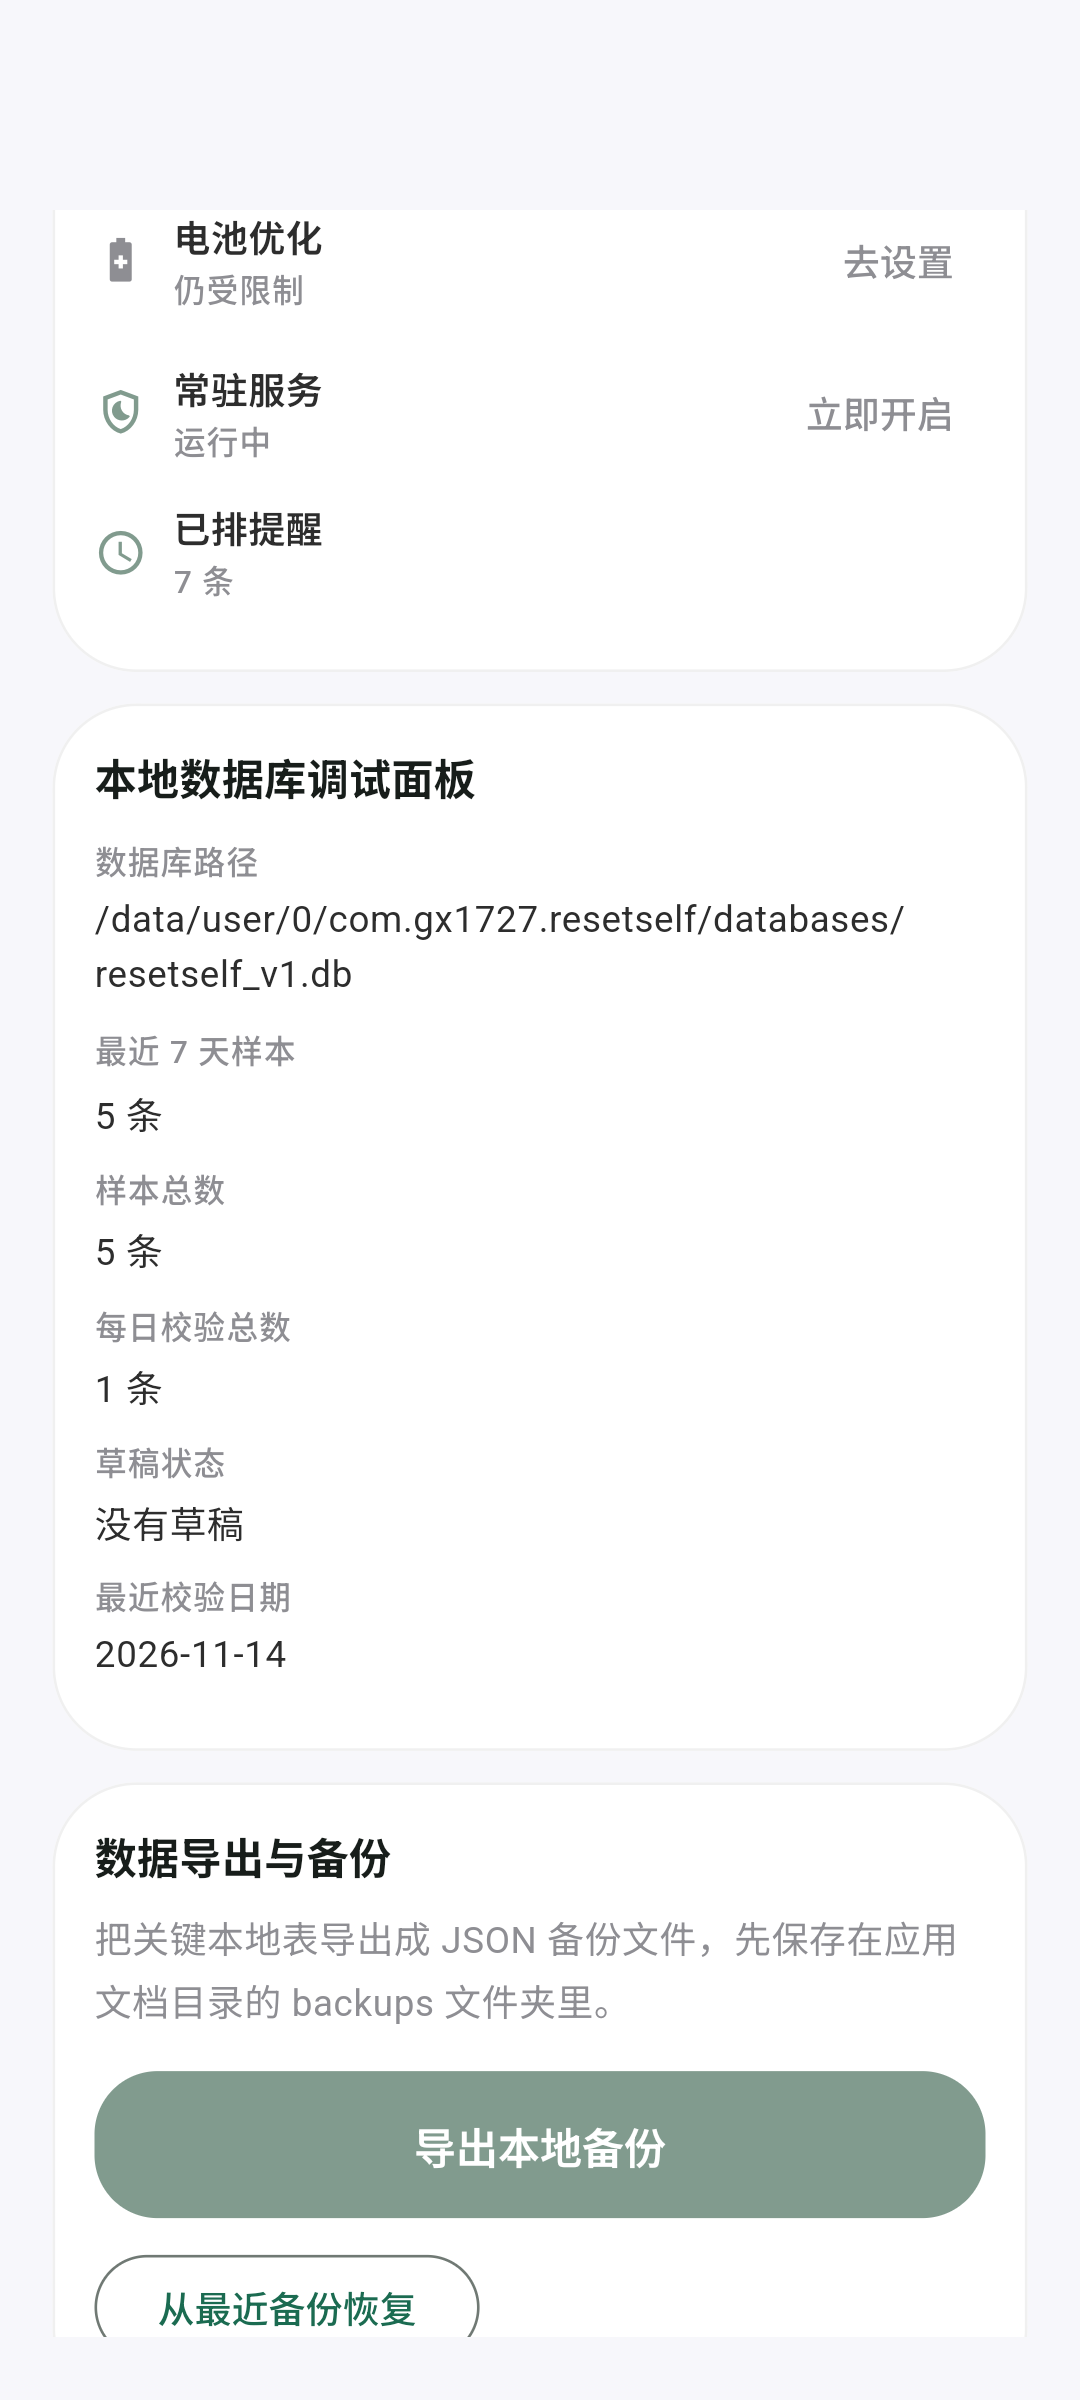 电池优化
仍受限制
去设置
常驻服务
运行中
立即开启
已排提醒
7 条
本地数据库调试面板
数据库路径
/data/user/0/com.gx1727.resetself/databases/
resetself_v1.db
最近 7 天样本
5 条
样本总数
5 条
每日校验总数
1 条
草稿状态
没有草稿
最近校验日期
2026-11-14
数据导出与备份
把关键本地表导出成 JSON 备份文件，先保存在应用
文档目录的 backups 文件夹里。
导出本地备份
从最近备份恢复